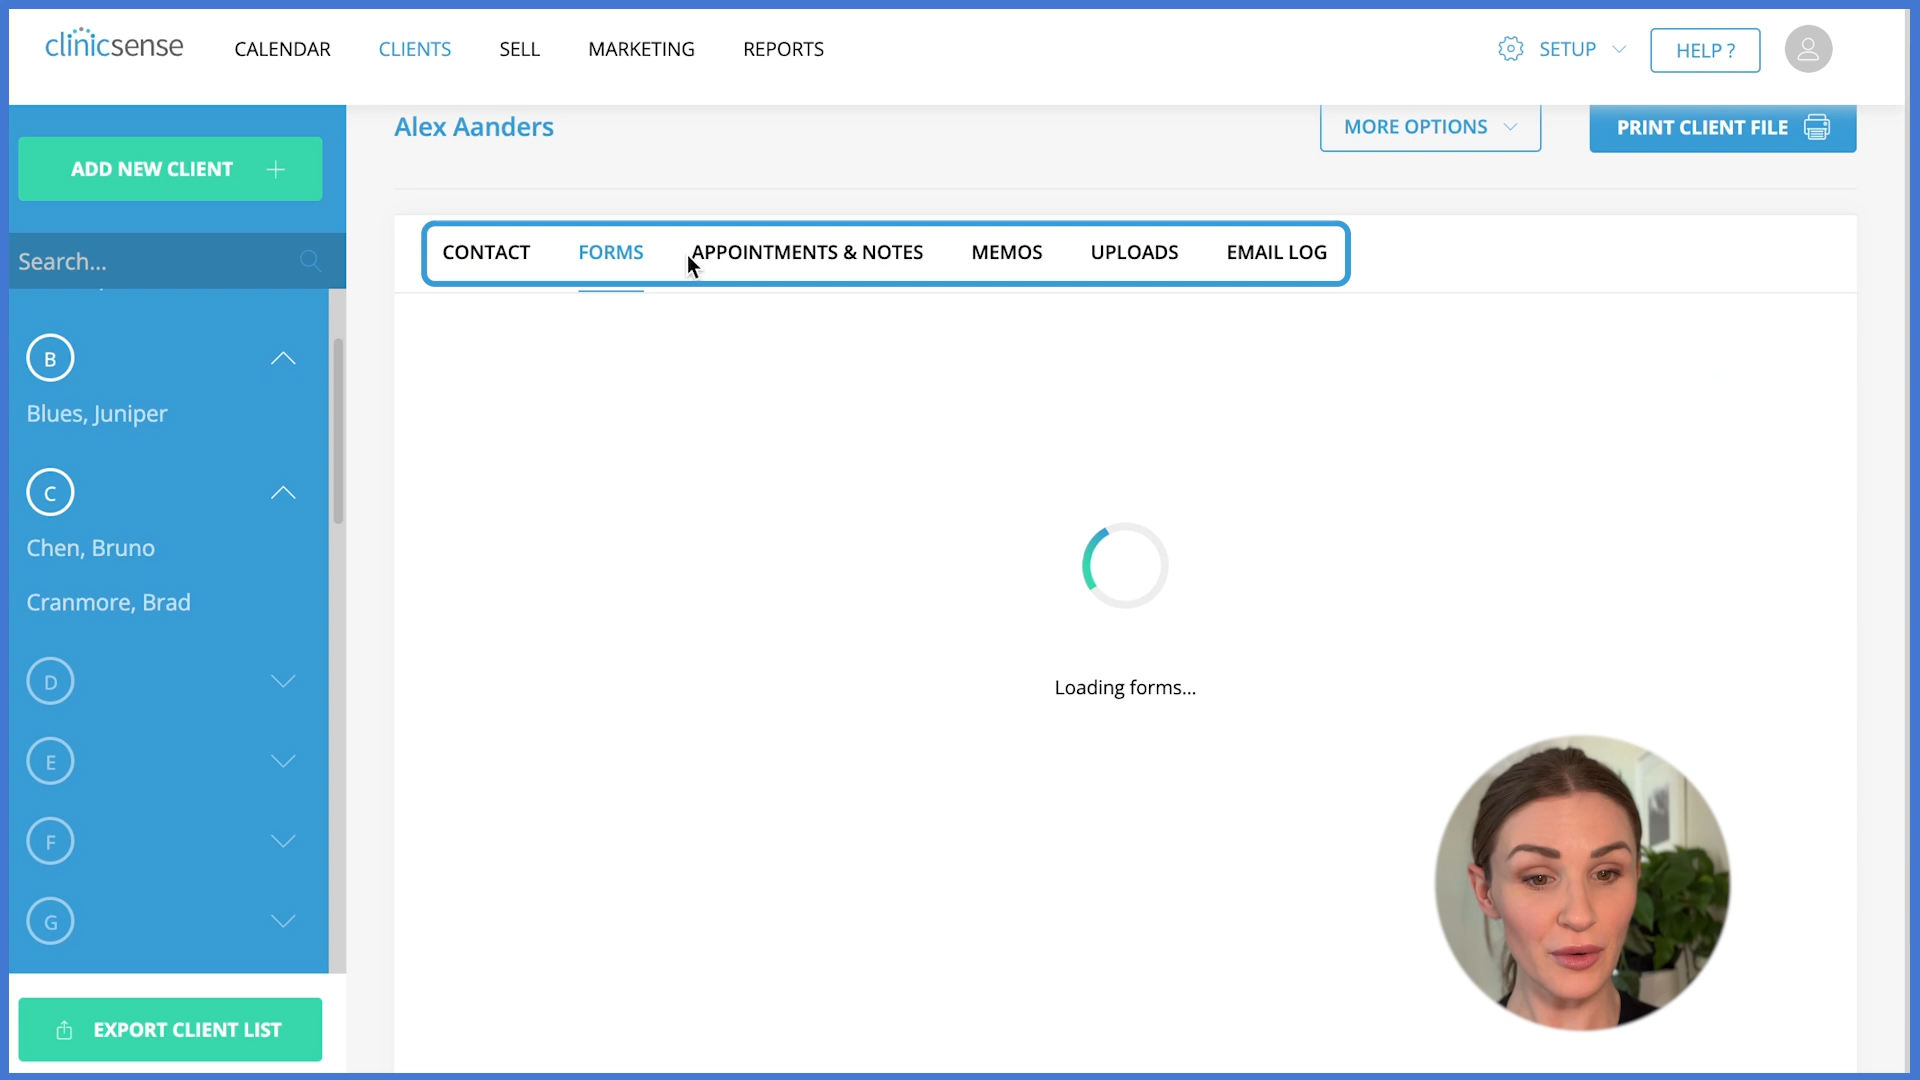 clinicsense
CALENDAR
CLIENTS
SELL
MARKETING
REPORTS
SETUP
HELP ?
ADD NEW CLIENT
Search...
B
Blues, Juniper
C
Chen, Bruno
Cranmore, Brad
D
E
F
G
EXPORT CLIENT LIST
Alex Aanders
MORE OPTIONS
PRINT CLIENT FILE
CONTACT
FORMS
APPOINTMENTS & NOTES
MEMOS
UPLOADS
EMAIL LOG
Loading forms...